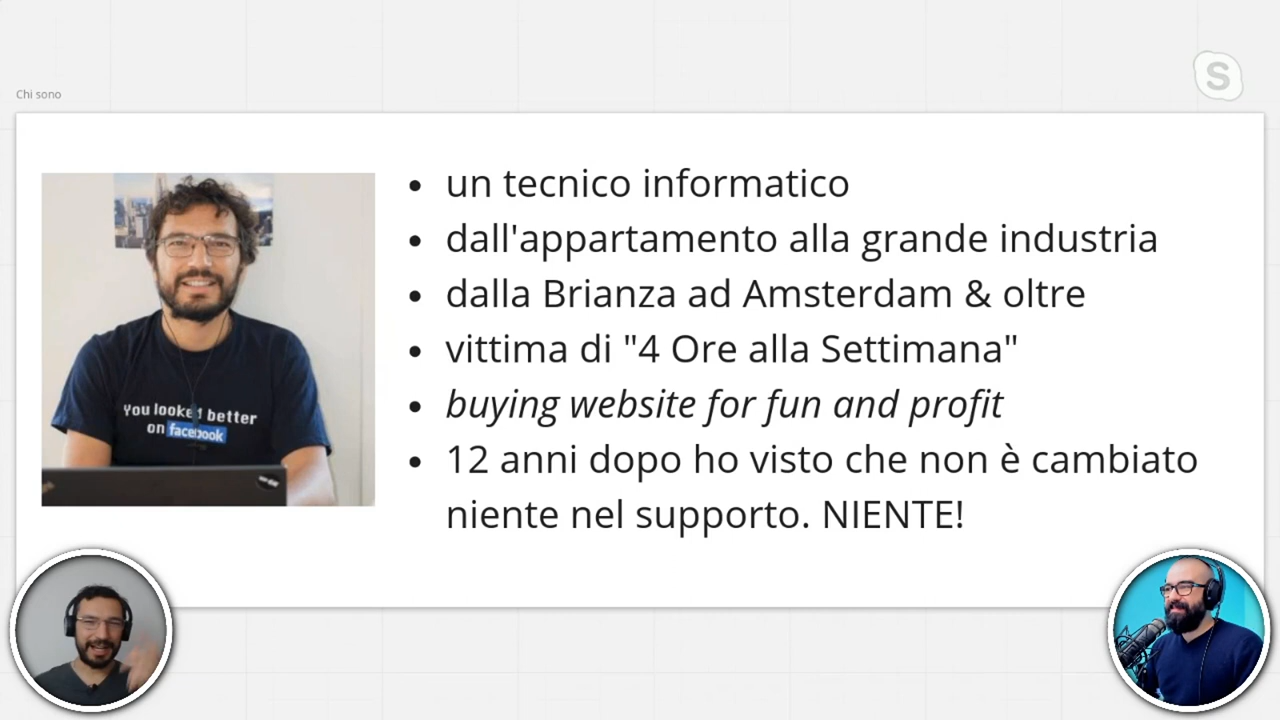 Chi sono
S
• un tecnico informatico
• dall'appartamento alla grande industria
• dalla Brianza ad Amsterdam & oltre
• vittima di "4 Ore alla Settimana"
• buying website for fun and profit
• 12 anni dopo ho visto che non è cambiato
niente nel supporto. NIENTE!
You looked better
on facebook